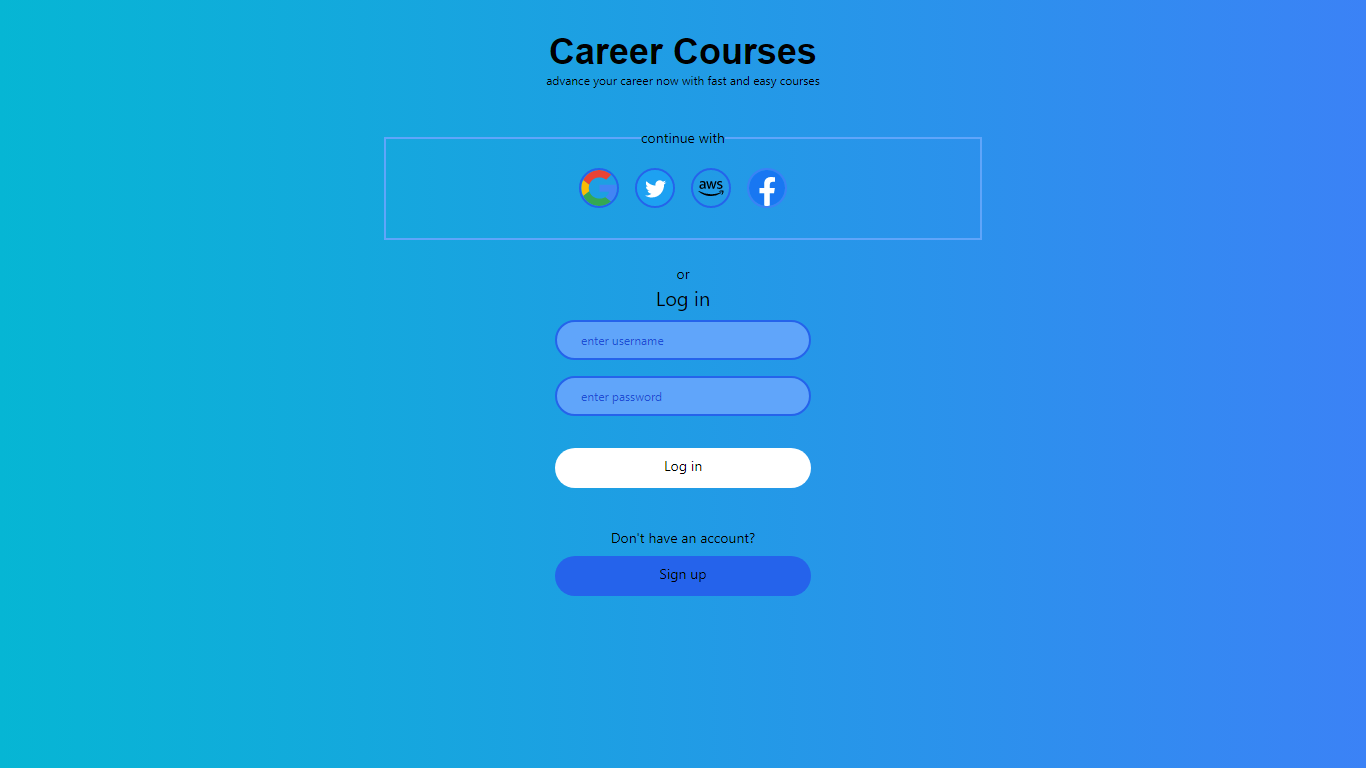 Career Courses
advance your career now with fast and easy courses
continue with
aws
or
Log in
enter username
enter password
Log in
Don't have an account?
Sign up